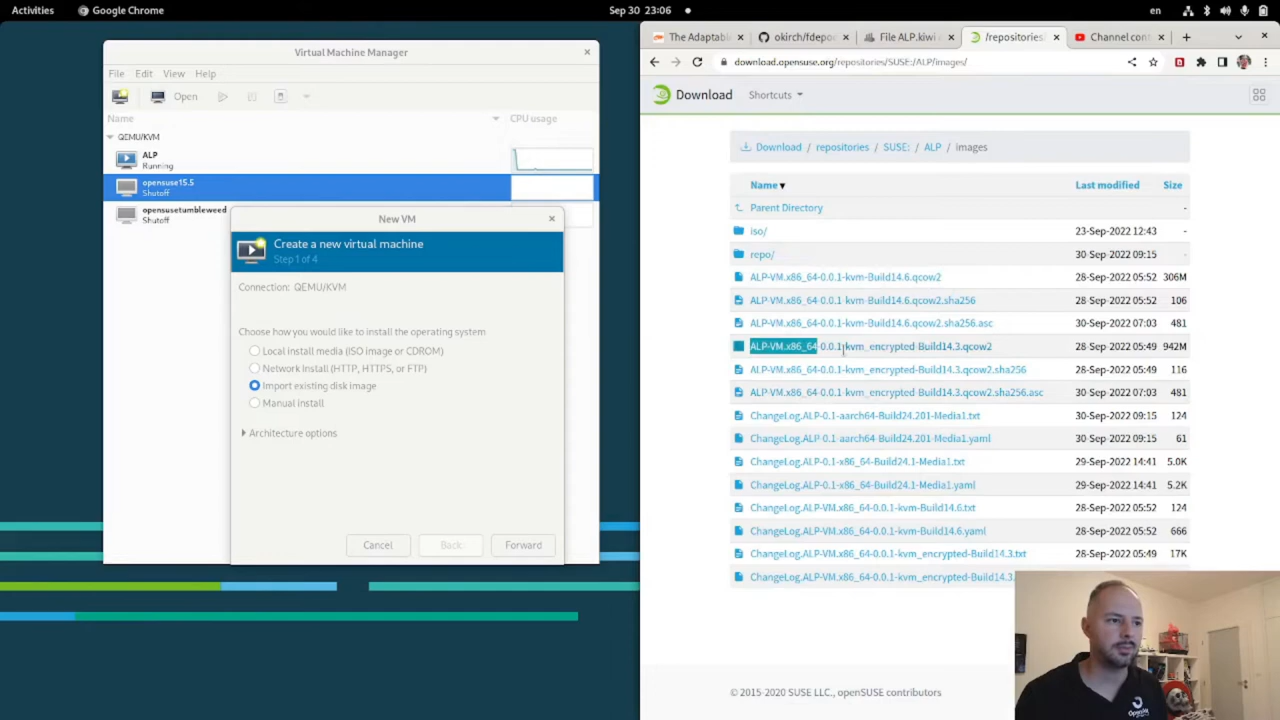 Activities
Google Chrome
Sep 30 23:06
en
Virtual Machine Manager
File Edit View Help
Open
Name
CPU usage
QEMU/KVM
ALP
Running
opensuse15.5
Shutoff
opensusetumbleweed
Shutoff
New VM
Create a new virtual machine
Step 1 of 4
Connection: QEMU/KVM
Choose how you would like to install the operating system
Local install media (ISO image or CDROM)
Network Install (HTTP, HTTPS, or FTP)
Import existing disk image
Manual install
Architecture options
Cancel
Back
Forward
The Adaptable
okirch/fdepo
File ALP.kiwi
/repositories
Channel cont
download.opensuse.org/repositories/SUSE:/ALP/images/
Download
Shortcuts
Download / repositories / SUSE: / ALP / images
Name Last modified Size
Parent Directory -
iso/ 23-Sep-2022 12:43 -
repo/ 30-Sep-2022 09:15 -
ALP-VM.x86_64-0.0.1-kvm-Build14.6.qcow2 28-Sep-2022 05:52 306M
ALP-VM.x86_64-0.0.1-kvm-Build14.6.qcow2.sha256 28-Sep-2022 05:52 106
ALP-VM.x86_64-0.0.1-kvm-Build14.6.qcow2.sha256.asc 30-Sep-2022 07:03 481
ALP-VM.x86_64-0.0.1-kvm_encrypted-Build14.3.qcow2 28-Sep-2022 05:49 942M
ALP-VM.x86_64-0.0.1-kvm_encrypted-Build14.3.qcow2.sha256 28-Sep-2022 05:49 116
ALP-VM.x86_64-0.0.1-kvm_encrypted-Build14.3.qcow2.sha256.asc 30-Sep-2022 07:03 481
ChangeLog.ALP-0.1-aarch64-Build24.201-Media1.txt 30-Sep-2022 09:15 124
ChangeLog.ALP-0.1-aarch64-Build24.201-Media1.yaml 30-Sep-2022 09:15 61
ChangeLog.ALP-0.1-x86_64-Build24.1-Media1.txt 29-Sep-2022 14:41 5.0K
ChangeLog.ALP-0.1-x86_64-Build24.1-Media1.yaml 29-Sep-2022 14:41 5.2K
ChangeLog.ALP-VM.x86_64-0.0.1-kvm-Build14.6.txt 28-Sep-2022 05:52 124
ChangeLog.ALP-VM.x86_64-0.0.1-kvm-Build14.6.yaml 28-Sep-2022 05:52 666
ChangeLog.ALP-VM.x86_64-0.0.1-kvm_encrypted-Build14.3.txt 28-Sep-2022 05:49 17K
ChangeLog.ALP-VM.x86_64-0.0.1-kvm_encrypted-Build14.3.
© 2015-2020 SUSE LLC., openSUSE contributors